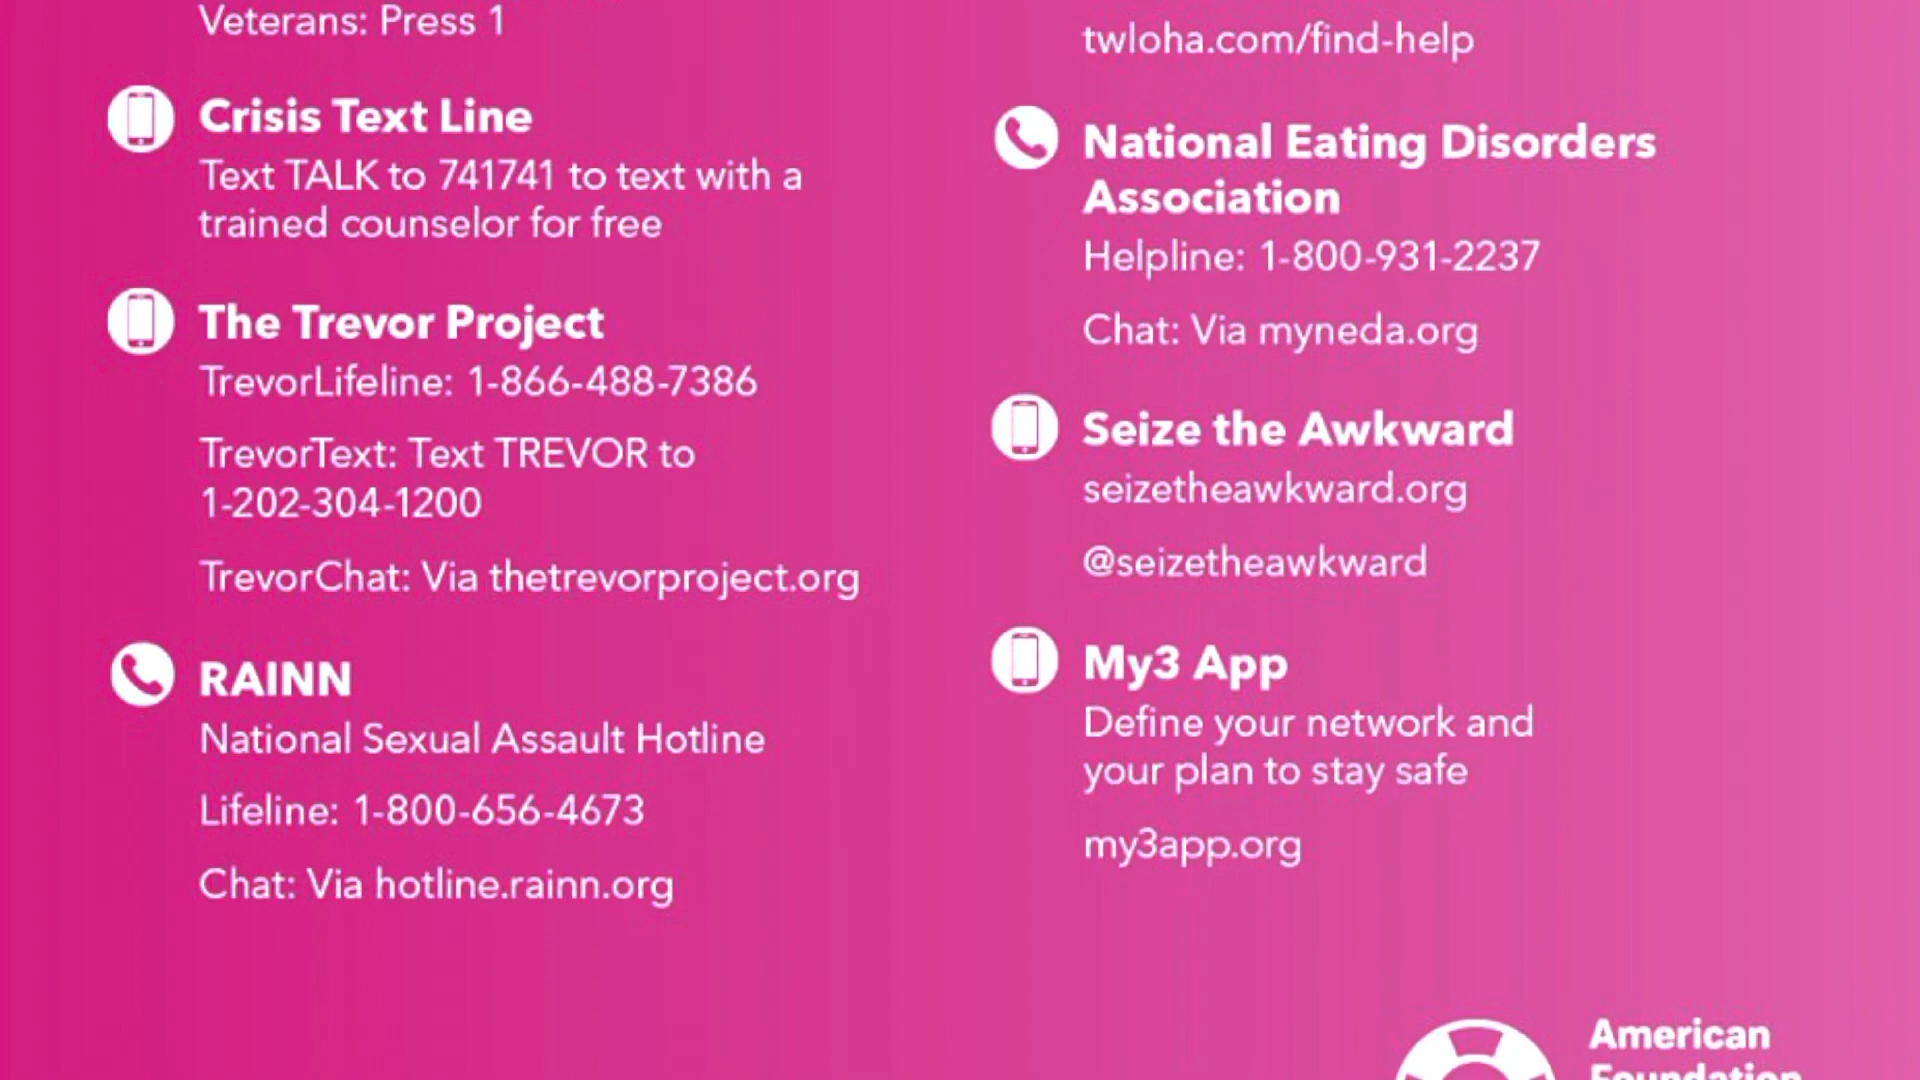 Veterans: Press 1
Crisis Text Line
Text TALK to 741741 to text with a
trained counselor for free
The Trevor Project
TrevorLifeline: 1-866-488-7386
TrevorText: Text TREVOR to
1-202-304-1200
TrevorChat: Via thetrevorproject.org
RAINN
National Sexual Assault Hotline
Lifeline: 1-800-656-4673
Chat: Via hotline.rainn.org
twloha.com/find-help
National Eating Disorders
Association
Helpline: 1-800-931-2237
Chat: Via myneda.org
Seize the Awkward
seizetheawkward.org
@seizetheawkward
My3 App
Define your network and
your plan to stay safe
my3app.org
American
Foundation